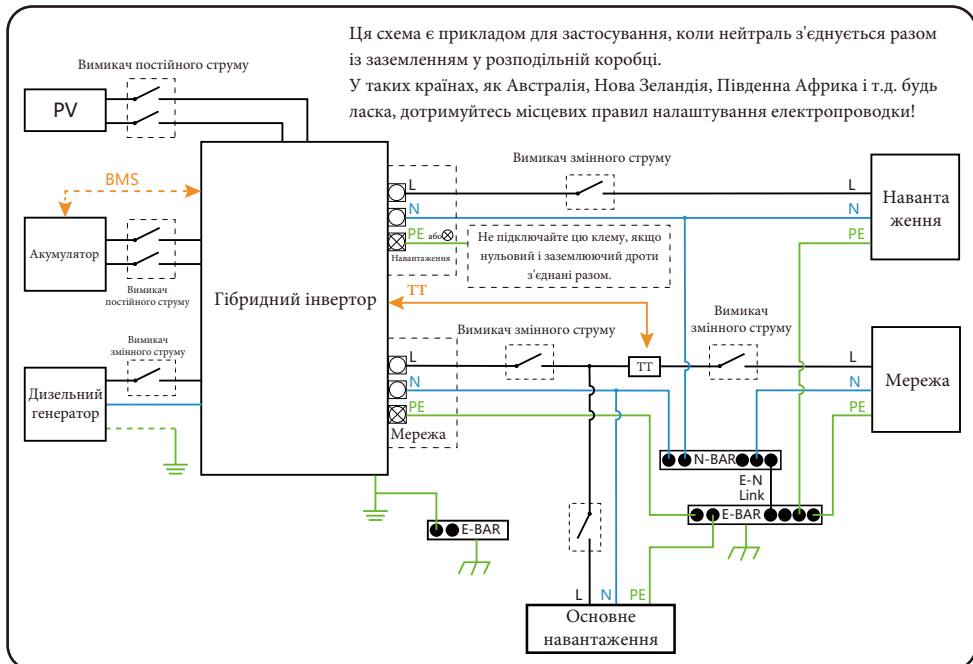 Ця схема є прикладом для застосування, коли нейтраль з'єднується разом
із заземленням у розподільній коробці.
У таких країнах, як Австралія, Нова Зеландія, Південна Африка і т.д. будь
ласка, дотримуйтесь місцевих правил налаштування електропроводки!
Вимикач постійного струму
PV
BMS
Акумулятор
Вимикач
постійного струму
Вимикач
змінного струму
Дизельний
генератор
Гібридний інвертор
L
N
PE або
Навантаження
Вимикач змінного струму
Не підключайте цю клему, якщо
нульовий і заземлюючий дроти
з'єднані разом.
L
N
PE
Наванта
ження
ТТ
Вимикач змінного струму
ТТ
Вимикач
змінного струму
L
N
PE
Мережа
L
N
PE
Мережа
N-BAR
E-N
Link
E-BAR
E-BAR
L
N
PE
Основне
навантаження